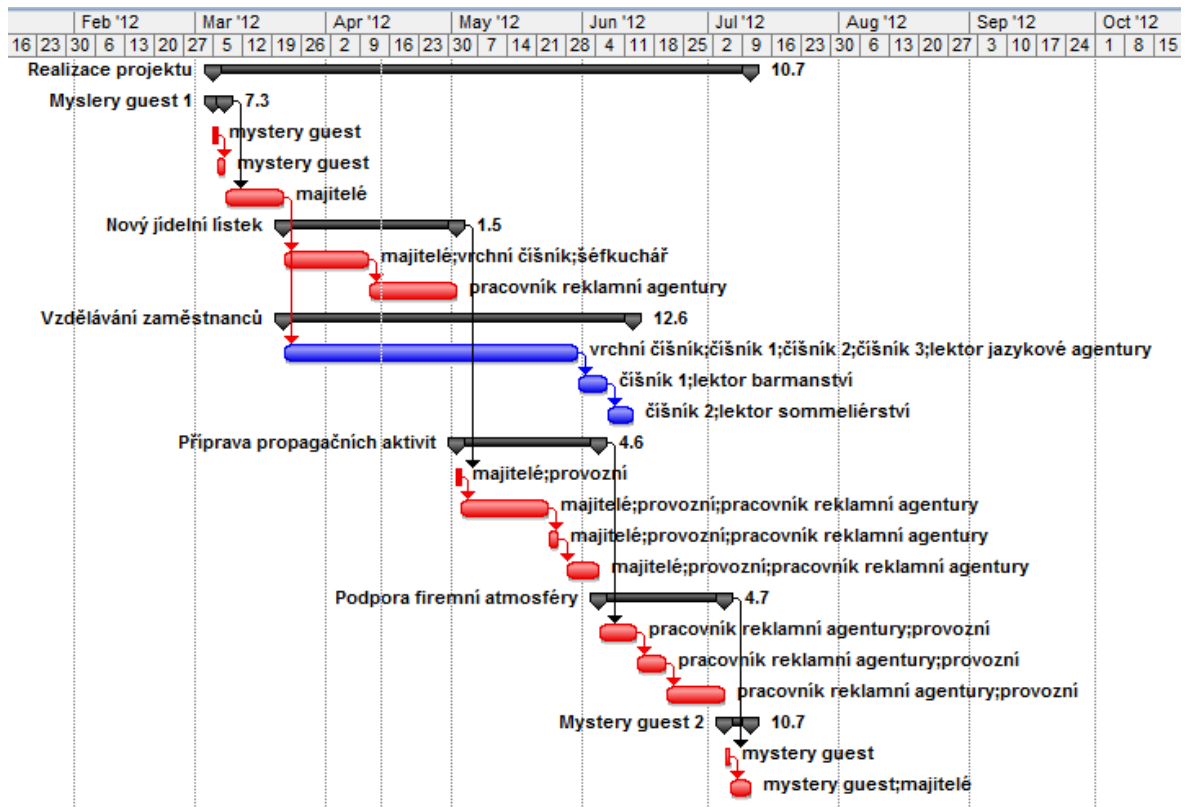 Feb '12 Mar '12 Apr '12 May '12 Jun '12 Jul '12 Aug '12 Sep '12 Oct '12
16 23 30 6 13 20 27 5 12 19 26 2 9 16 23 30 7 14 21 28 4 11 18 25 2 9 16 23 30 6 13 20 27 3 10 17 24 1 8 15
Realizace projektu 10.7
Myslery guest 1 7.3
mystery guest
mystery guest
majitelé
Nový jídelní lístek 1.5
majitelé;vrchní číšník;šéfkuchář
pracovník reklamní agentury
Vzdělávání zaměstnanců 12.6
vrchní číšník;číšník 1;číšník 2;číšník 3;lektor jazykové agentury
číšník 1;lektor barmanství
číšník 2;lektor sommeliérství
Příprava propagačních aktivit 4.6
majitelé;provozní
majitelé;provozní;pracovník reklamní agentury
majitelé;provozní;pracovník reklamní agentury
majitelé;provozní;pracovník reklamní agentury
Podpora firemní atmosféry 4.7
pracovník reklamní agentury;provozní
pracovník reklamní agentury;provozní
pracovník reklamní agentury;provozní
Mystery guest 2 10.7
mystery guest
mystery guest;majitelé